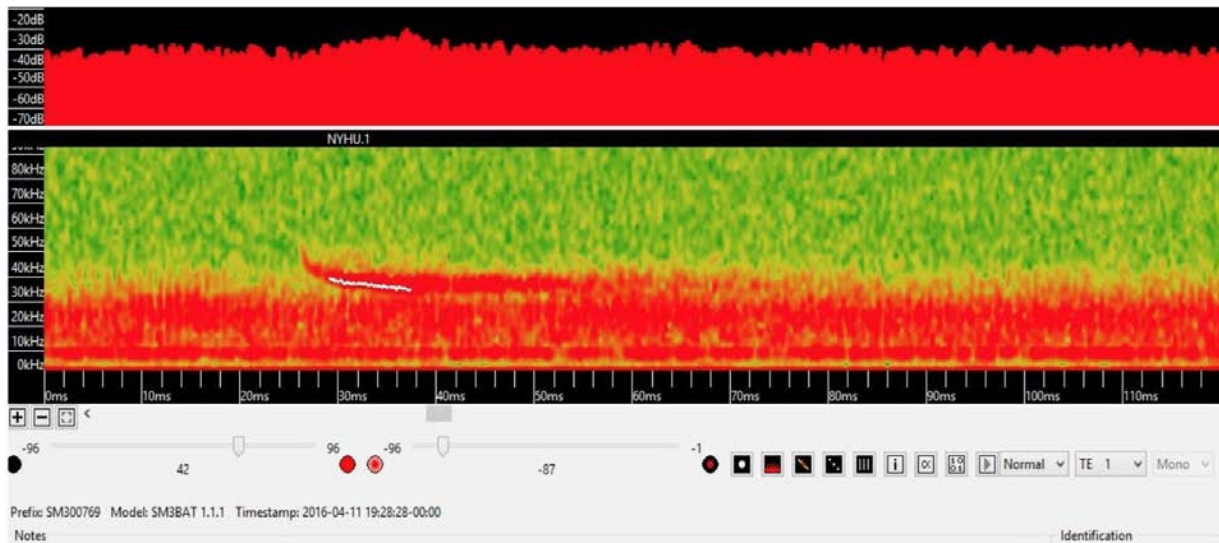 -20dB
-30dB
-40dB
-50dB
-60dB
-70dB
NYHU.1
80kHz
70kHz
60kHz
50kHz
40kHz
30kHz
20kHz
10kHz
0kHz
0ms 10ms 20ms 30ms 40ms 50ms 60ms 70ms 80ms 90ms 100ms 110ms
-96 96 -96 -1
42 -87
Normal TE 1 Mono
Prefix: SM300769 Model: SM3BAT 1.1.1 Timestamp: 2016-04-11 19:28:28-00:00
Notes Identification